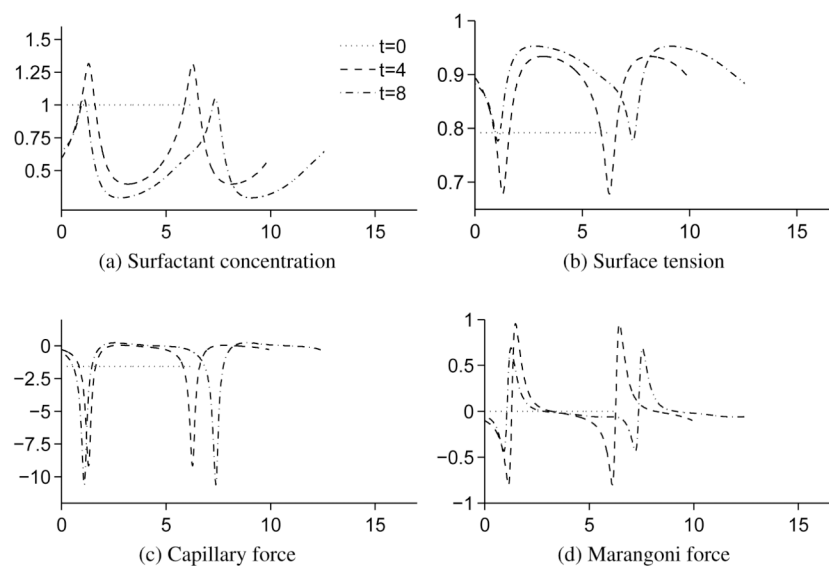 1.5
1.25
1
0.75
0.5
t=0
t=4
t=8
0 5 10 15
(a) Surfactant concentration
1
0.9
0.8
0.7
0 5 10 15
(b) Surface tension
0
−2.5
−5
−7.5
−10
0 5 10 15
(c) Capillary force
1
0.5
0
−0.5
−1
0 5 10 15
(d) Marangoni force